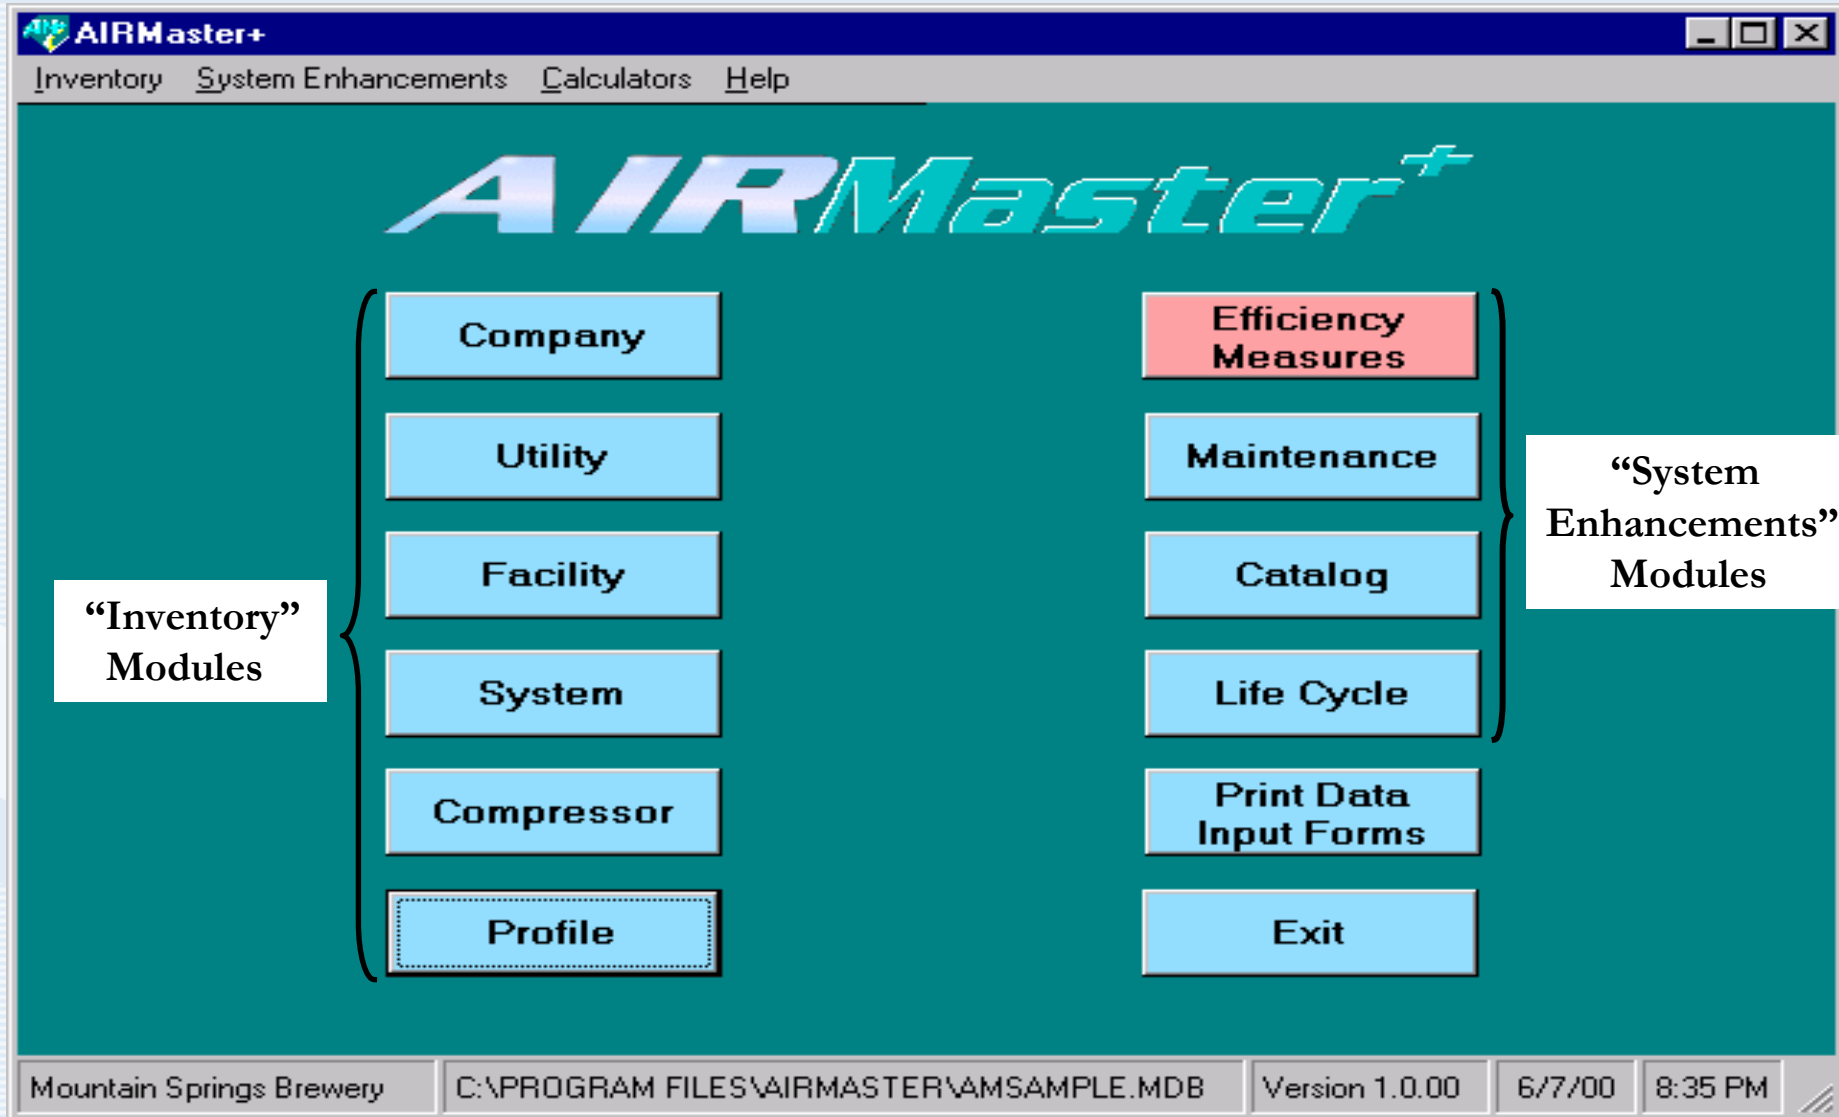 AIRMaster+
Inventory System Enhancements Calculators Help
AIRMaster+
Company
Utility
Facility
System
Compressor
Profile
“Inventory”
Modules
Efficiency
Measures
Maintenance
Catalog
Life Cycle
Print Data
Input Forms
Exit
“System
Enhancements”
Modules
Mountain Springs Brewery C:\PROGRAM FILES\AIRMASTER\AMSAMPLE.MDB Version 1.0.00 6/7/00 8:35 PM